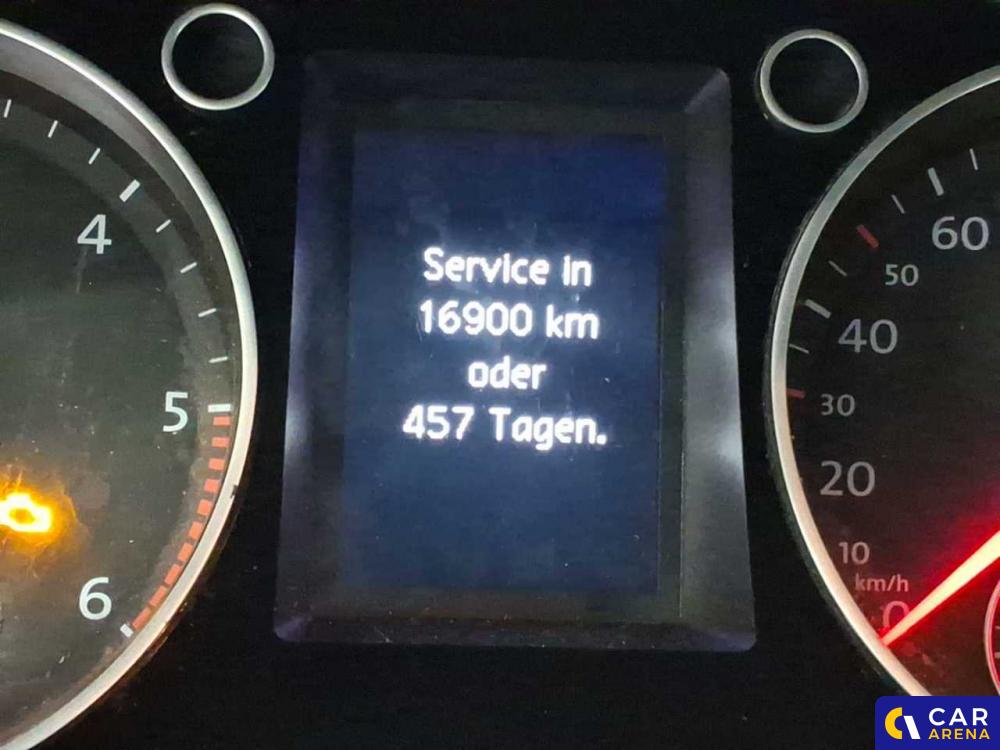 Service in
16900 km
oder
457 Tagen.
4
5
6
60
50
40
30
20
10
km/h
0
CAR
ARENA